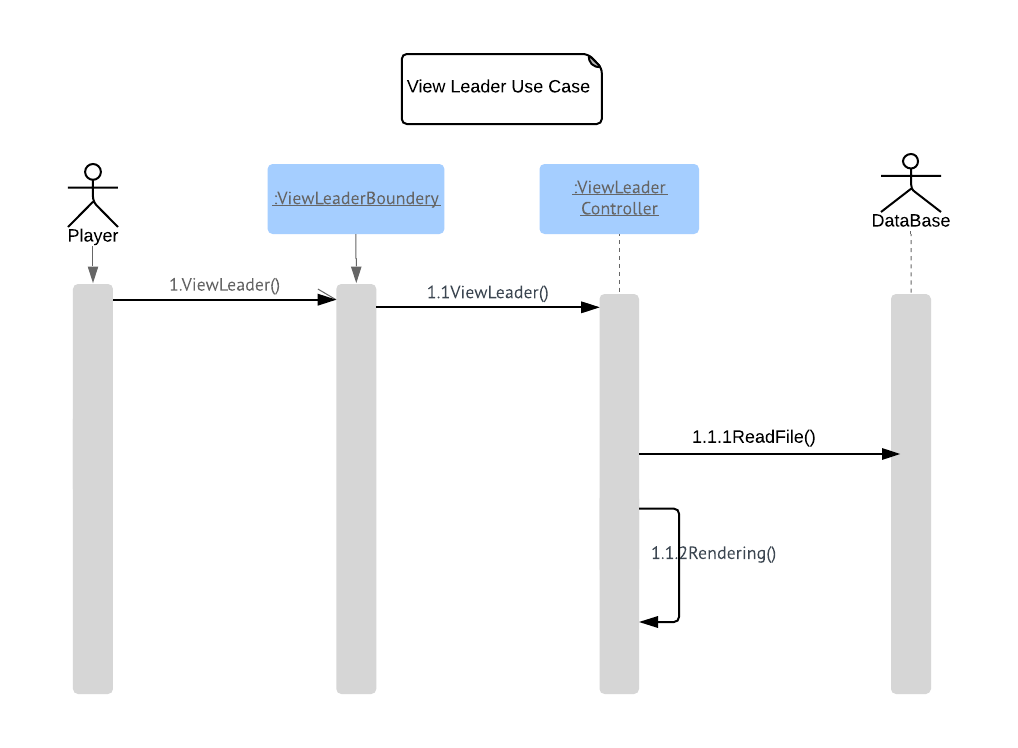 View Leader Use Case
Player
:ViewLeaderBoundery
:ViewLeader
Controller
DataBase
1.ViewLeader()
1.1ViewLeader()
1.1.1ReadFile()
1.1.2Rendering()